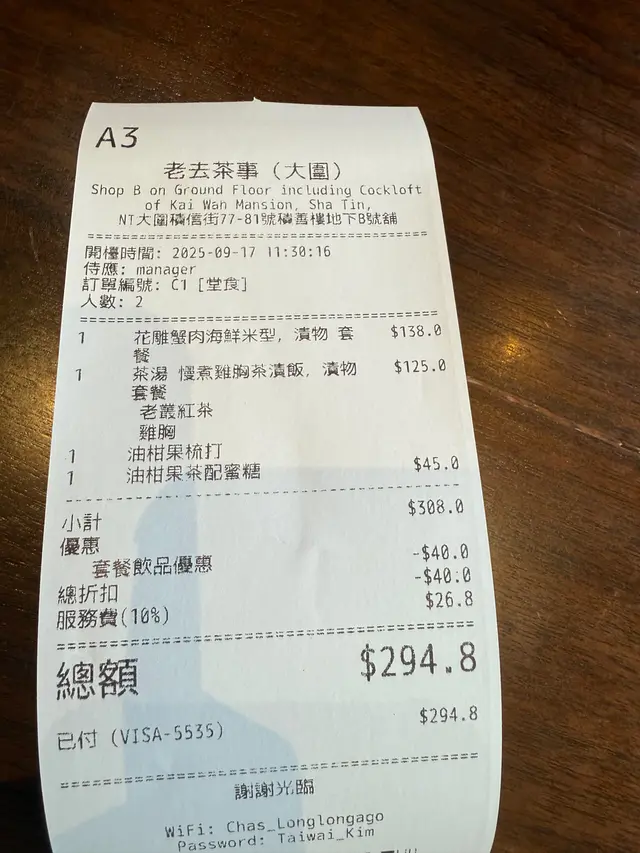 A3
老去茶事 (大圍)
Shop B on Ground Floor including Cockloft
of Kai Wah Mansion, Sha Tin,
NT大圍積信街77-81號積善樓地下B號舖
開檯時間: 2025-09-17 11:30:16
侍應: manager
訂單編號: C1 [堂食]
人數: 2
1 花雕蟹肉海鮮米型, 漬物 套 $138.0
餐
1 茶湯 慢煮雞胸茶漬飯, 漬物 $125.0
套餐
老叢紅茶
雞胸
1 油柑果梳打
1 油柑果茶配蜜糖 $45.0
小計 $308.0
優惠
套餐飲品優惠 -$40.0
總折扣 -$40.0
服務費(10%) $26.8
總額 $294.8
已付 (VISA-5535) $294.8
謝謝光臨
WiFi: Chas_Longlongago
Password: Taiwai_Kim